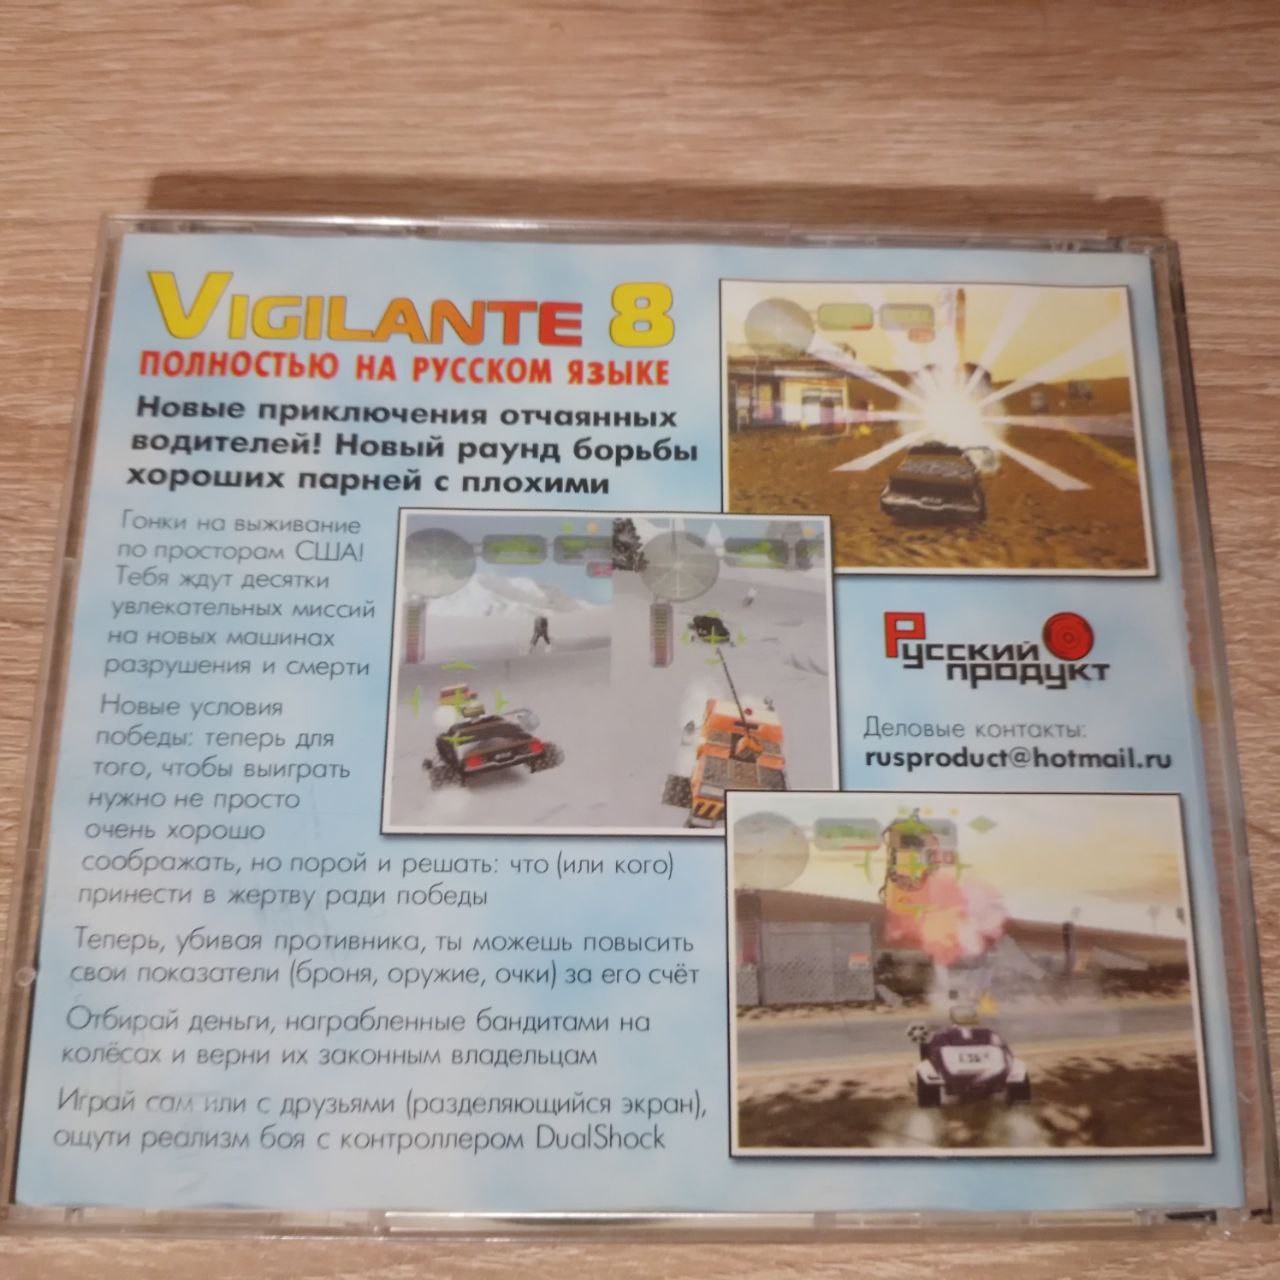 VIGILANTE 8
ПОЛНОСТЬЮ НА РУССКОМ ЯЗЫКЕ
Новые приключения отчаянных
водителей! Новый раунд борьбы
хороших парней с плохими
Гонки на выживание
по просторам США!
Тебя ждут десятки
увлекательных миссий
на новых машинах
разрушения и смерти
Новые условия
победы: теперь для
того, чтобы выиграть
нужно не просто
очень хорошо
соображать, но порой и решать: что (или кого)
принести в жертву ради победы
Теперь, убивая противника, ты можешь повысить
свои показатели (броня, оружие, очки) за его счёт
Отбирай деньги, награбленные бандитами на
колёсах и верни их законным владельцам
Играй сам или с друзьями (разделяющийся экран),
ощути реализм боя с контроллером DualShock
Русский
продукт
Деловые контакты:
rusproduct@hotmail.ru